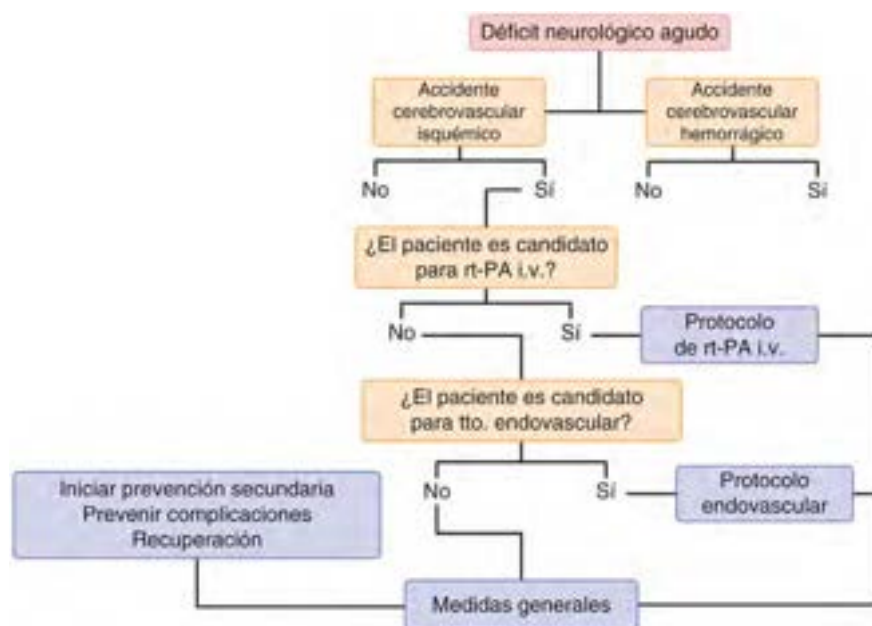 Déficit neurológico agudo
Accidente
cerebrovascular
isquémico
Accidente
cerebrovascular
hemorrágico
No
Sí
No
Sí
¿El paciente es candidato
para rt-PA i.v.?
No
Sí
Protocolo
de rt-PA i.v.
¿El paciente es candidato
para tto. endovascular?
No
Sí
Protocolo
endovascular
Iniciar prevención secundaria
Prevenir complicaciones
Recuperación
Medidas generales